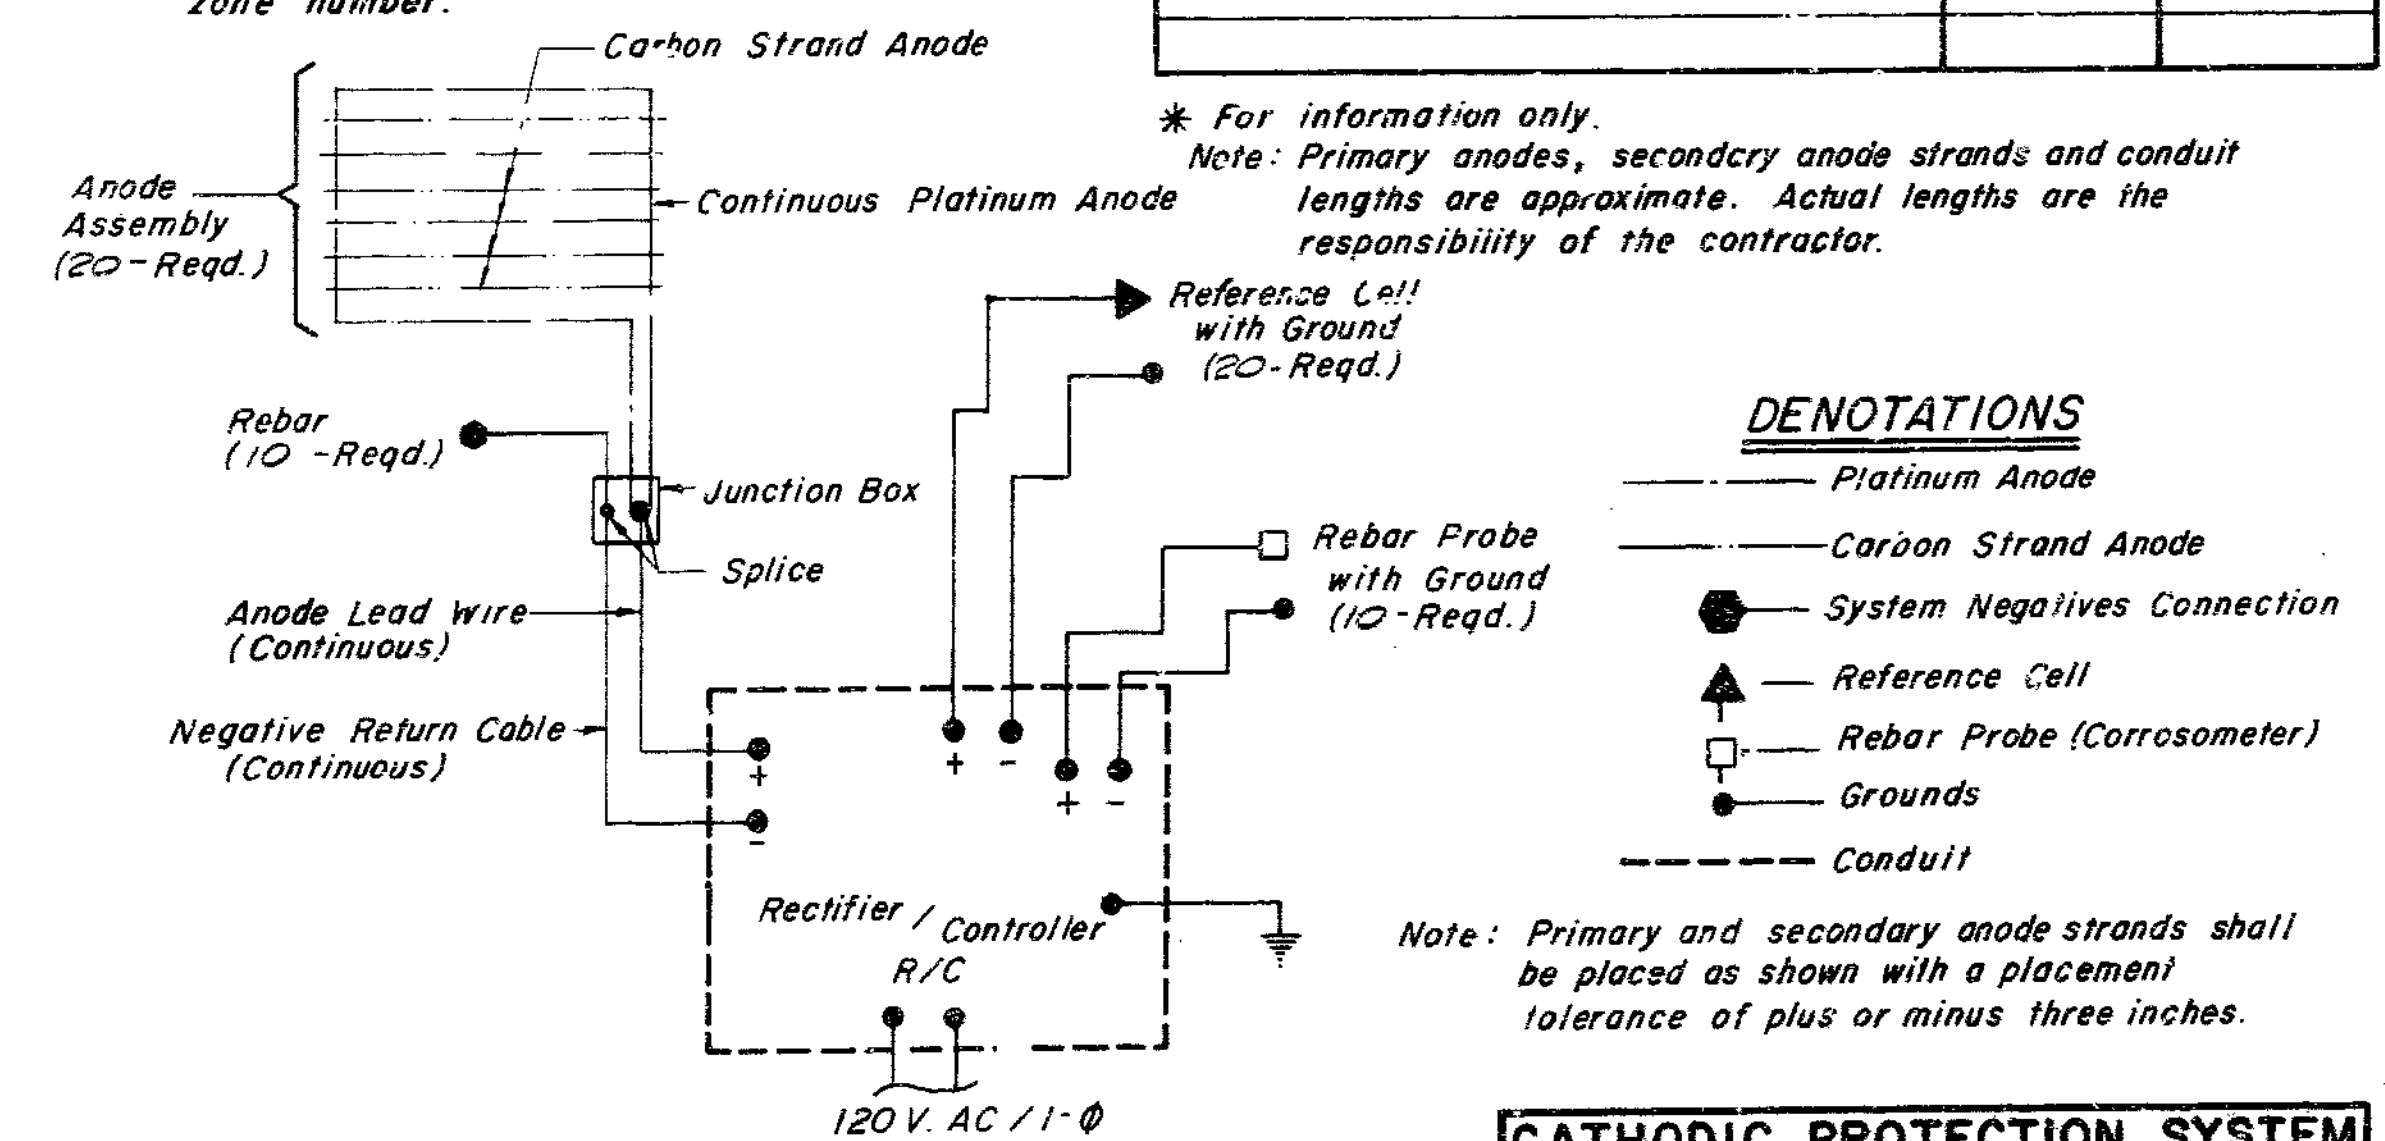 zone number.
Carbon Strand Anode
Anode
Assembly
(20-Reqd.)
Continuous Platinum Anode
* For information only.
Note: Primary anodes, secondary anode strands and conduit
lengths are approximate. Actual lengths are the
responsibility of the contractor.
Reference Cell
with Ground
(20-Reqd.)
Rebar
(10-Reqd.)
Junction Box
Splice
Rebar Probe
with Ground
(10-Reqd.)
Anode Lead Wire
(Continuous)
Negative Return Cable
(Continuous)
+
-
+ -
+ -
Rectifier / Controller
R/C
120 V. AC / 1-Φ
DENOTATIONS
Platinum Anode
Carbon Strand Anode
System Negatives Connection
Reference Cell
Rebar Probe (Corrosometer)
Grounds
Conduit
Note: Primary and secondary anode strands shall
be placed as shown with a placement
tolerance of plus or minus three inches.
CATHODIC PROTECTION SYSTEM